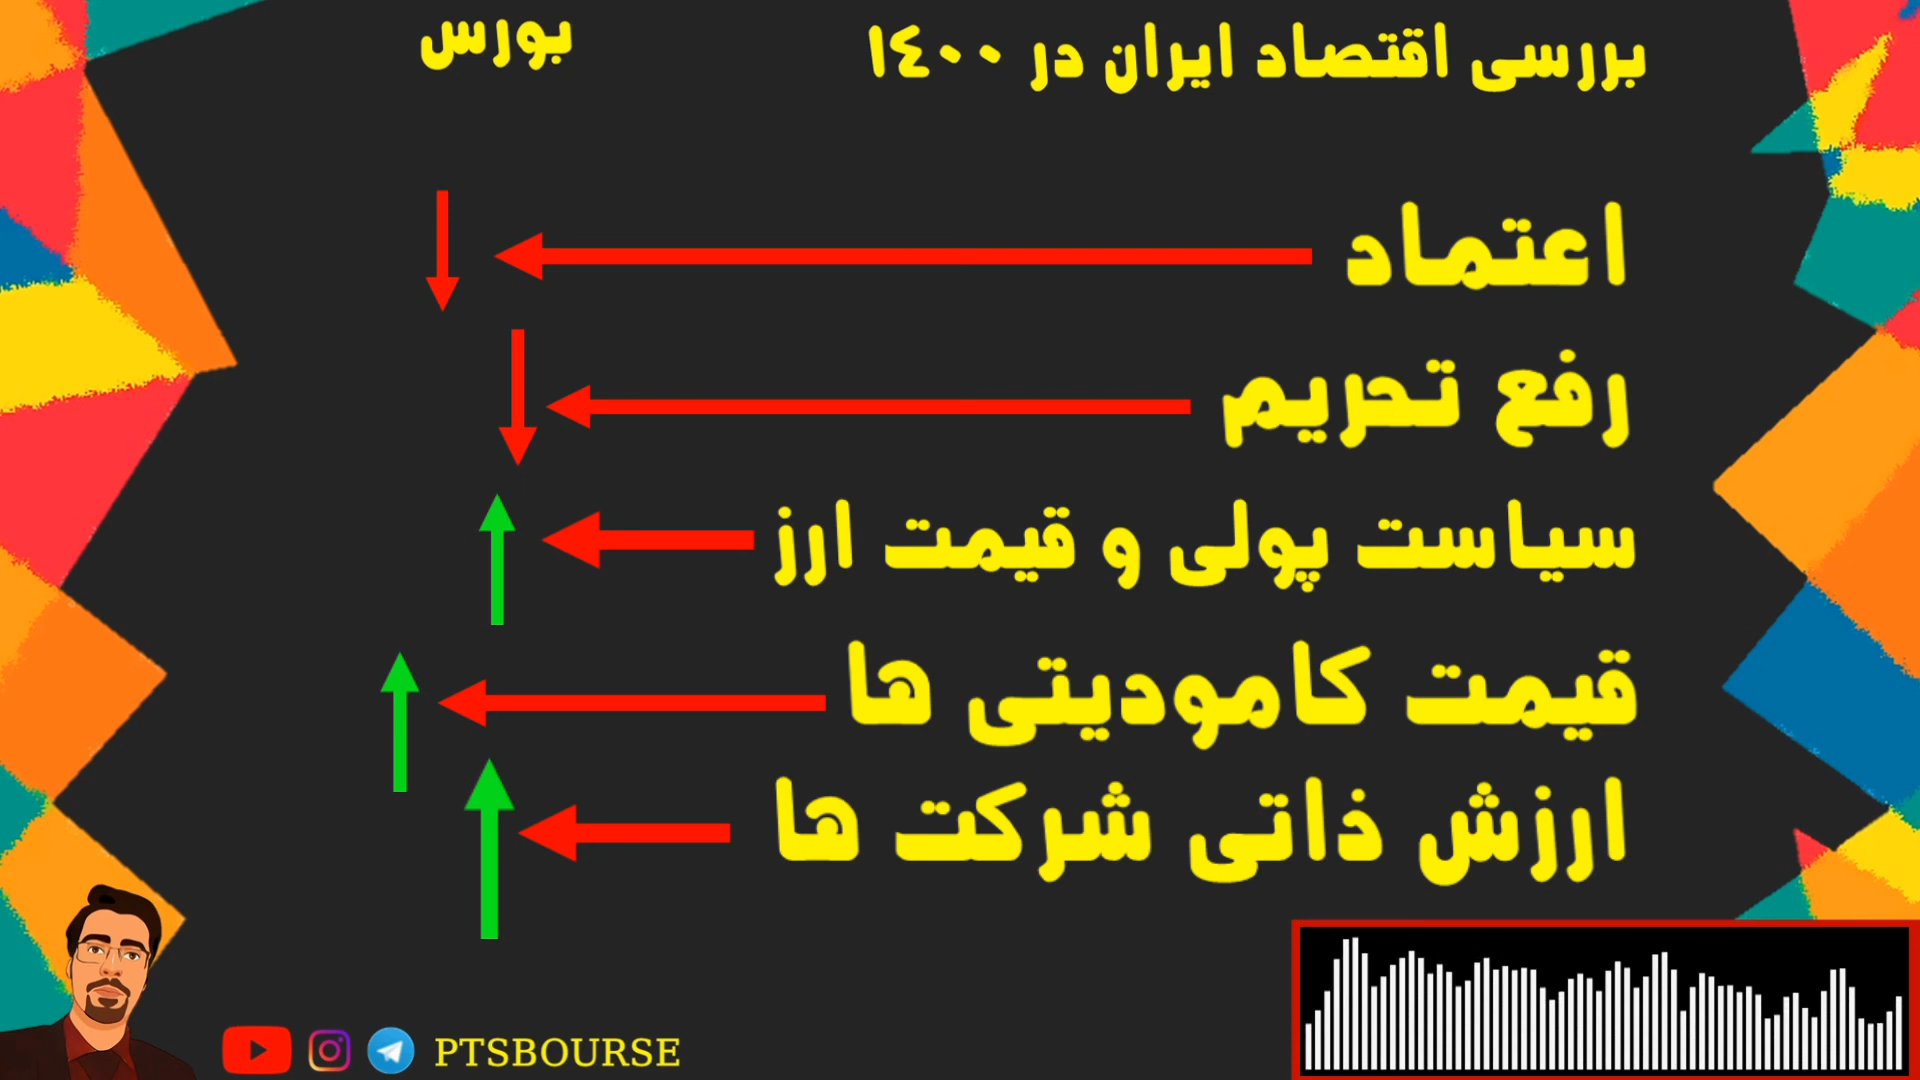 بررسی اقتصاد ایران در ١٤٠٠
بورس
اعتماد
رفع تحریم
سیاست پولی و قیمت ارز
قیمت کامودیتی ها
ارزش ذاتی شرکت ها
PTSBOURSE